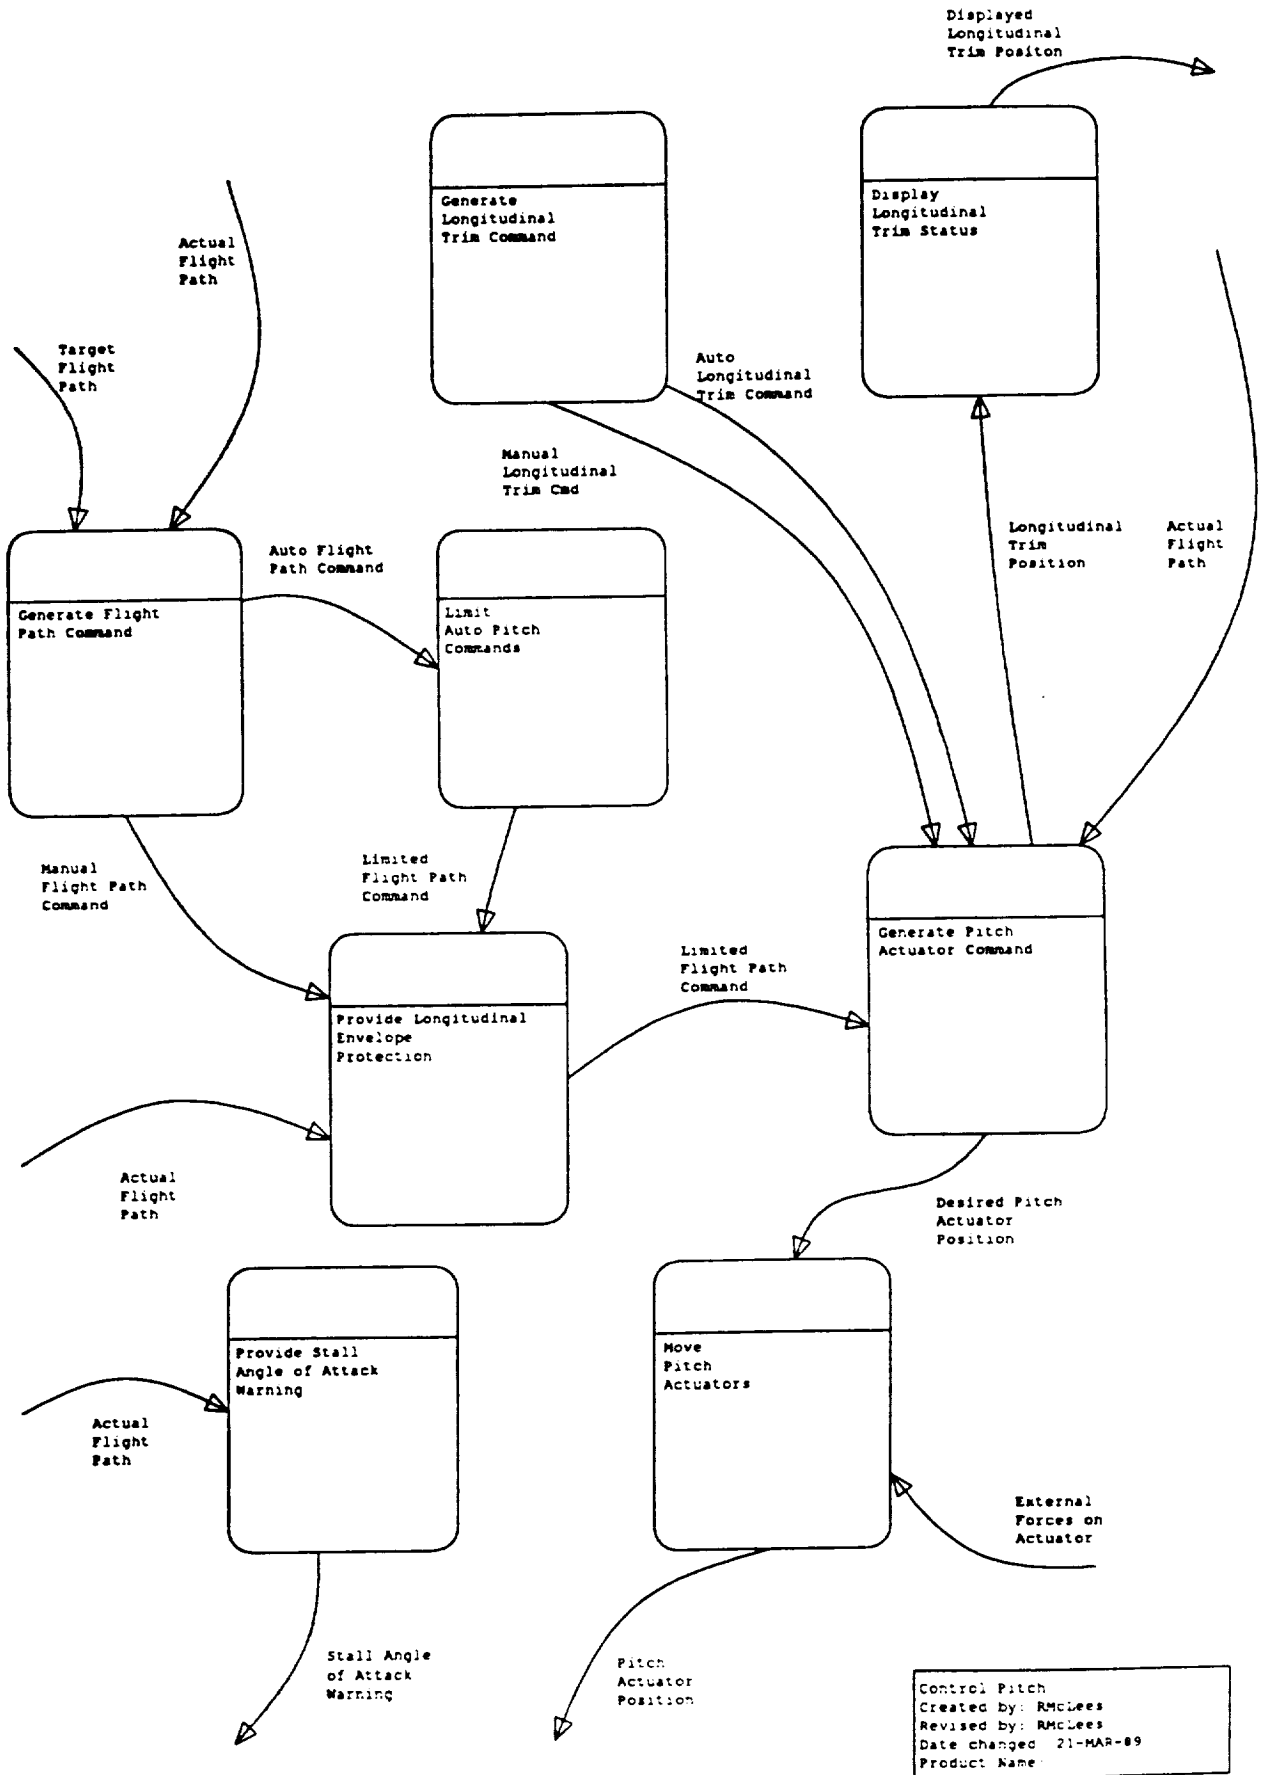 Displayed
Longitudinal
Trim Positon
Generate
Longitudinal
Trim Command
Display
Longitudinal
Trim Status
Actual
Flight
Path
Target
Flight
Path
Auto
Longitudinal
Trim Command
Manual
Longitudinal
Trim Cmd
Longitudinal
Trim
Position
Actual
Flight
Path
Auto Flight
Path Command
Generate Flight
Path Command
Limit
Auto Pitch
Commands
Manual
Flight Path
Command
Limited
Flight Path
Command
Generate Pitch
Actuator Command
Limited
Flight Path
Command
Provide Longitudinal
Envelope
Protection
Actual
Flight
Path
Desired Pitch
Actuator
Position
Provide Stall
Angle of Attack
Warning
Move
Pitch
Actuators
Actual
Flight
Path
External
Forces on
Actuator
Stall Angle
of Attack
Warning
Pitch
Actuator
Position
Control Pitch
Created by: RMcLees
Revised by: RMcLees
Date changed 21-MAR-89
Product Name